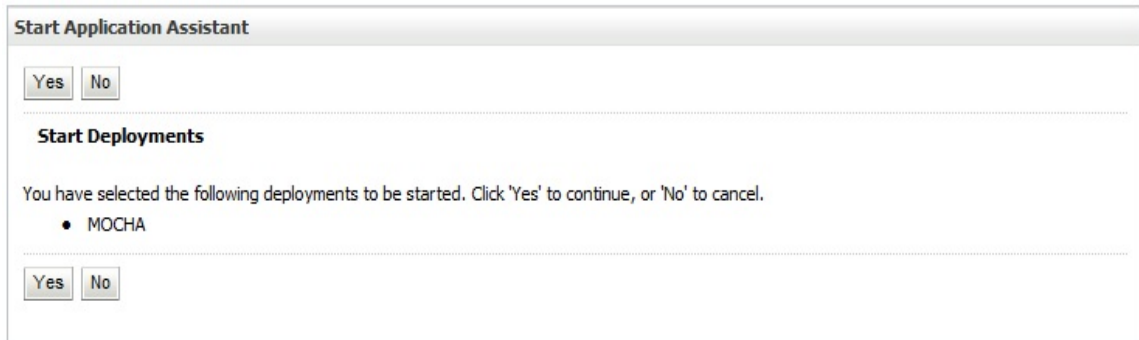 Start Application Assistant
Yes No
Start Deployments
You have selected the following deployments to be started. Click 'Yes' to continue, or 'No' to cancel.
● MOCHA
Yes No